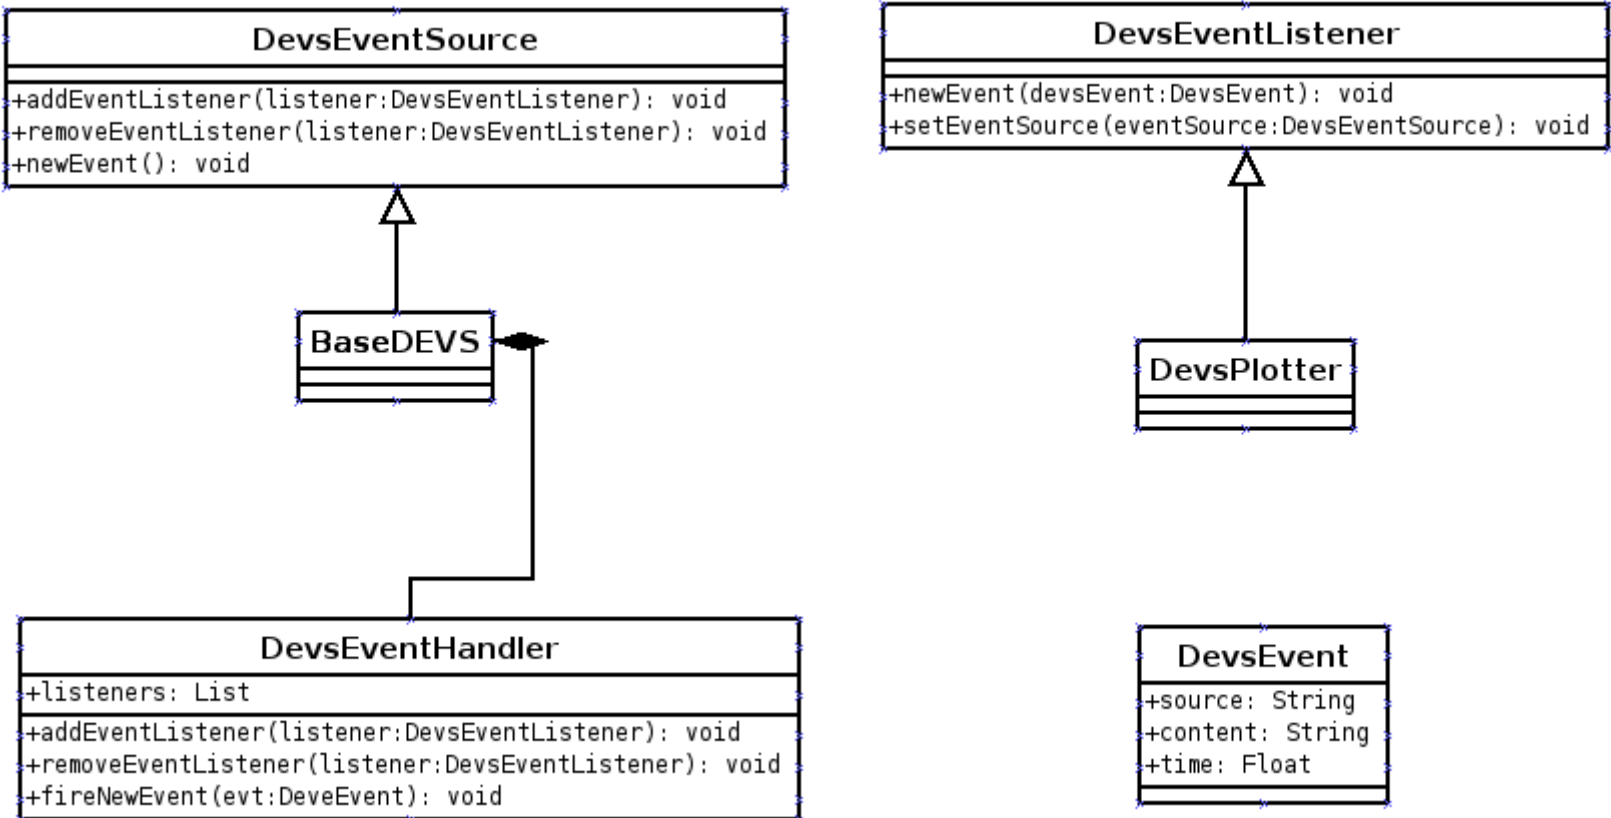 DevsEventSource
+addEventListener(listener:DevsEventListener): void
+removeEventListener(listener:DevsEventListener): void
+newEvent(): void
DevsEventListener
+newEvent(devsEvent:DevsEvent): void
+setEventSource(eventSource:DevsEventSource): void
BaseDEVS
DevsPlotter
DevsEventHandler
+listeners: List
+addEventListener(listener:DevsEventListener): void
+removeEventListener(listener:DevsEventListener): void
+fireNewEvent(evt:DeveEvent): void
DevsEvent
+source: String
+content: String
+time: Float